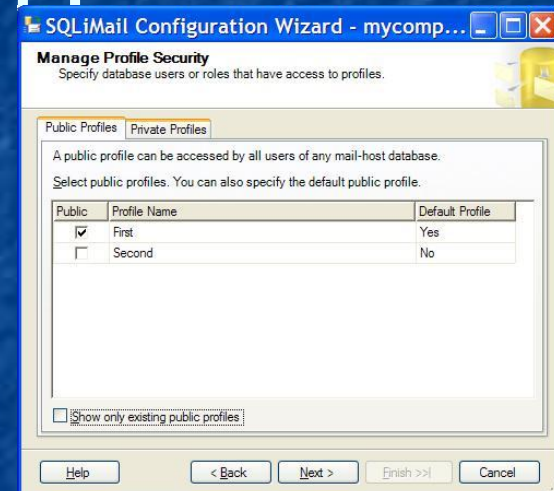 SQLiMail Configuration Wizard - mycomp...
Manage Profile Security
Specify database users or roles that have access to profiles.
Public Profiles Private Profiles
A public profile can be accessed by all users of any mail-host database.
Select public profiles. You can also specify the default public profile.
Public Profile Name Default Profile
First Yes
Second No
Show only existing public profiles
Help < Back Next > Finish >>| Cancel